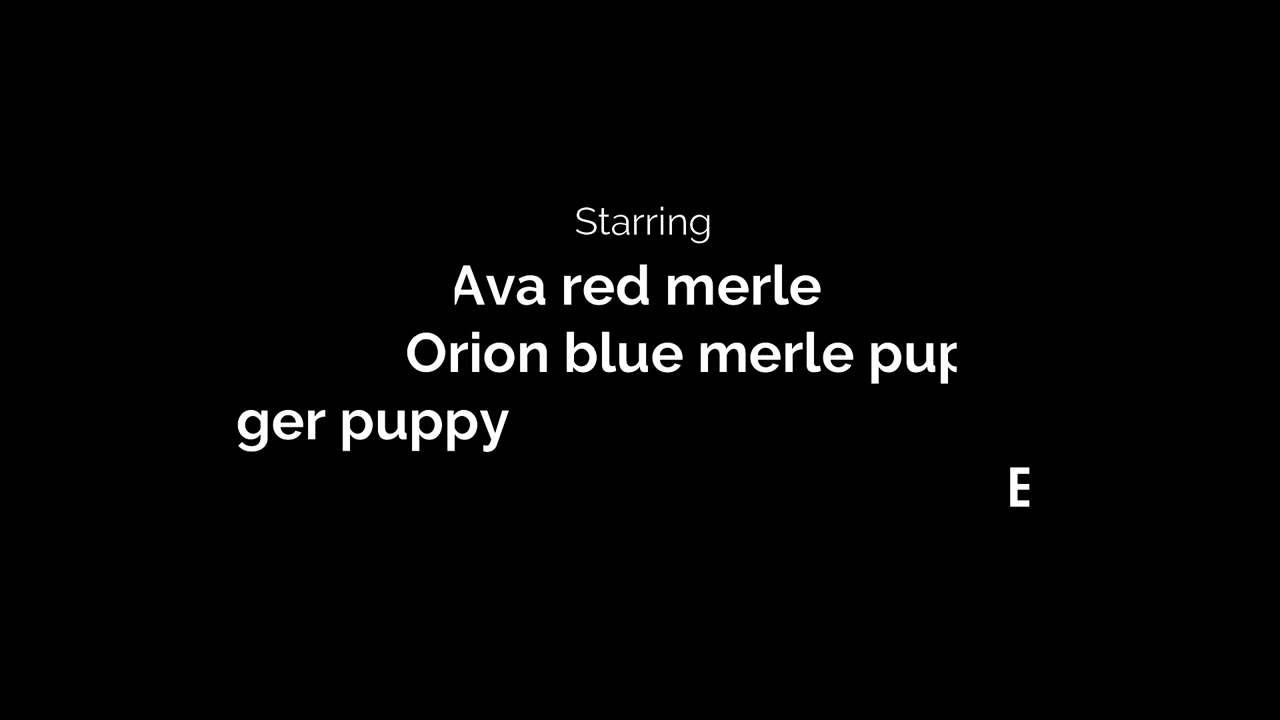 Starring
Ava red merle
Orion blue merle pup
ger puppy
E